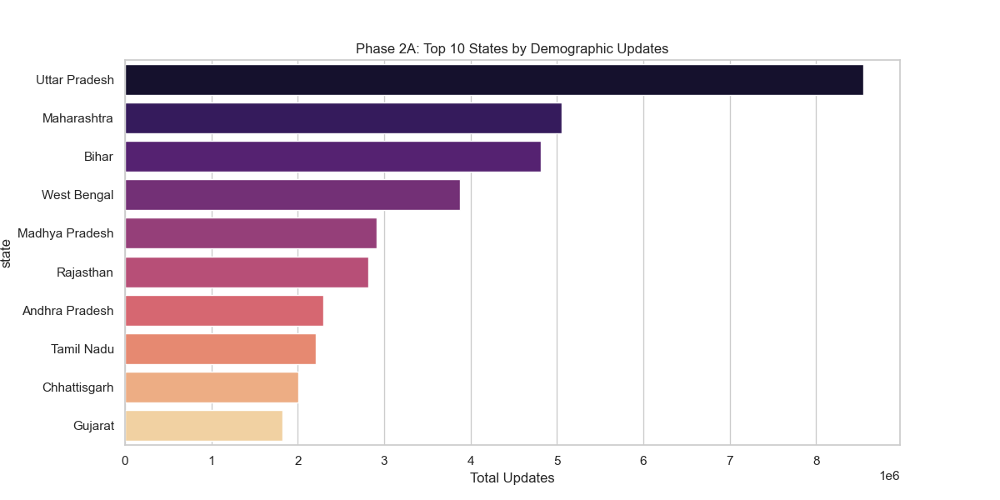 Phase 2A: Top 10 States by Demographic Updates
Uttar Pradesh
Maharashtra
Bihar
West Bengal
Madhya Pradesh
Rajasthan
Andhra Pradesh
Tamil Nadu
Chhattisgarh
Gujarat
state
0 1 2 3 4 5 6 7 8
1e6
Total Updates